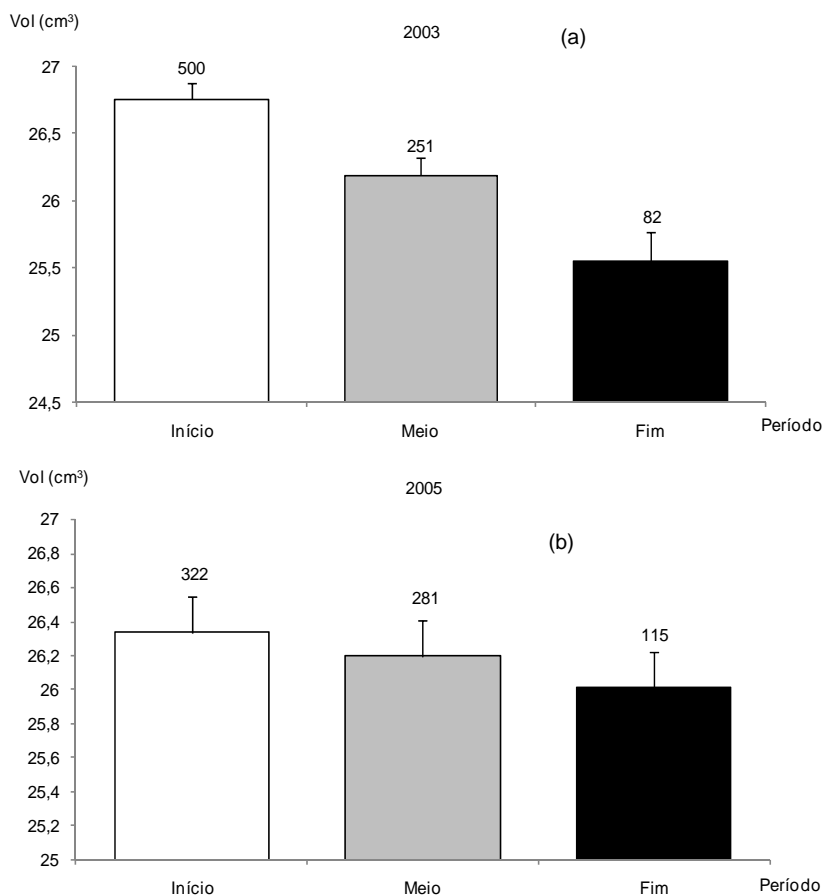 Vol (cm³)
2003
(a)
27
26,5
26
25,5
25
24,5
500
251
82
Início
Meio
Fim
Período
Vol (cm³)
2005
(b)
27
26,8
26,6
26,4
26,2
26
25,8
25,6
25,4
25,2
25
322
281
115
Início
Meio
Fim
Período